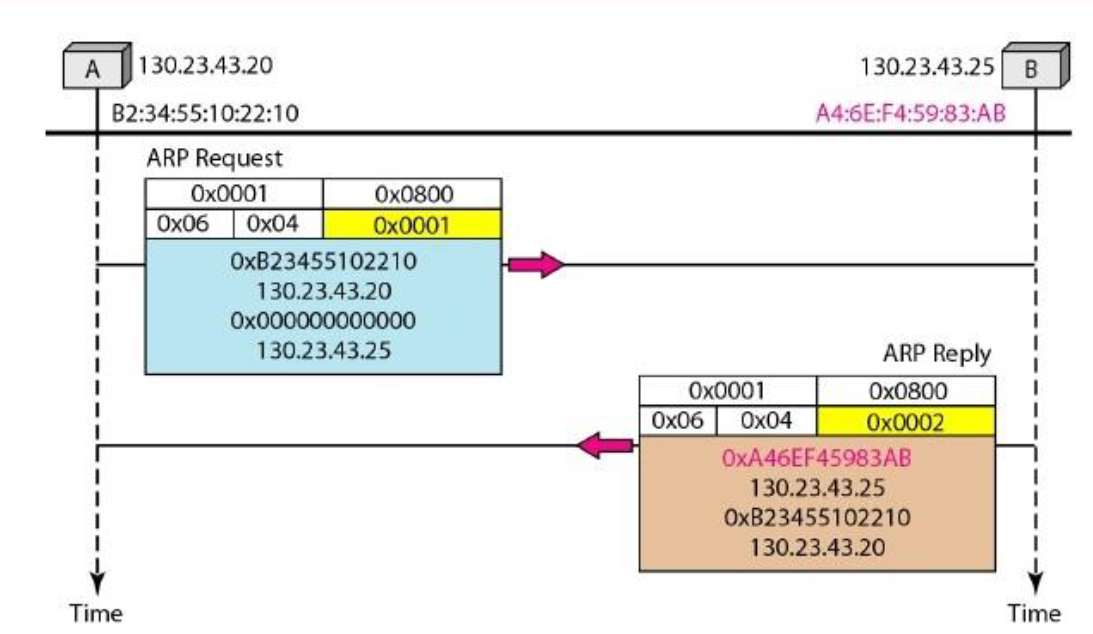 A 130.23.43.20 130.23.43.25 B
B2:34:55:10:22:10 A4:6E:F4:59:83:AB
ARP Request
0x0001 0x0800
0x06 0x04 0x0001
0xB23455102210
130.23.43.20
0x000000000000
130.23.43.25
ARP Reply
0x0001 0x0800
0x06 0x04 0x0002
0xA46EF45983AB
130.23.43.25
0xB23455102210
130.23.43.20
Time Time